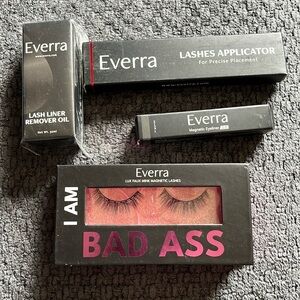 Everra
LASH LINER
REMOVER OIL
Everra
LASHES APPLICATOR
For Precise Placement
Everra
Magnetic Eyeliner
Everra
LUX FAUX MINK MAGNETIC LASHES
I AM
BAD ASS